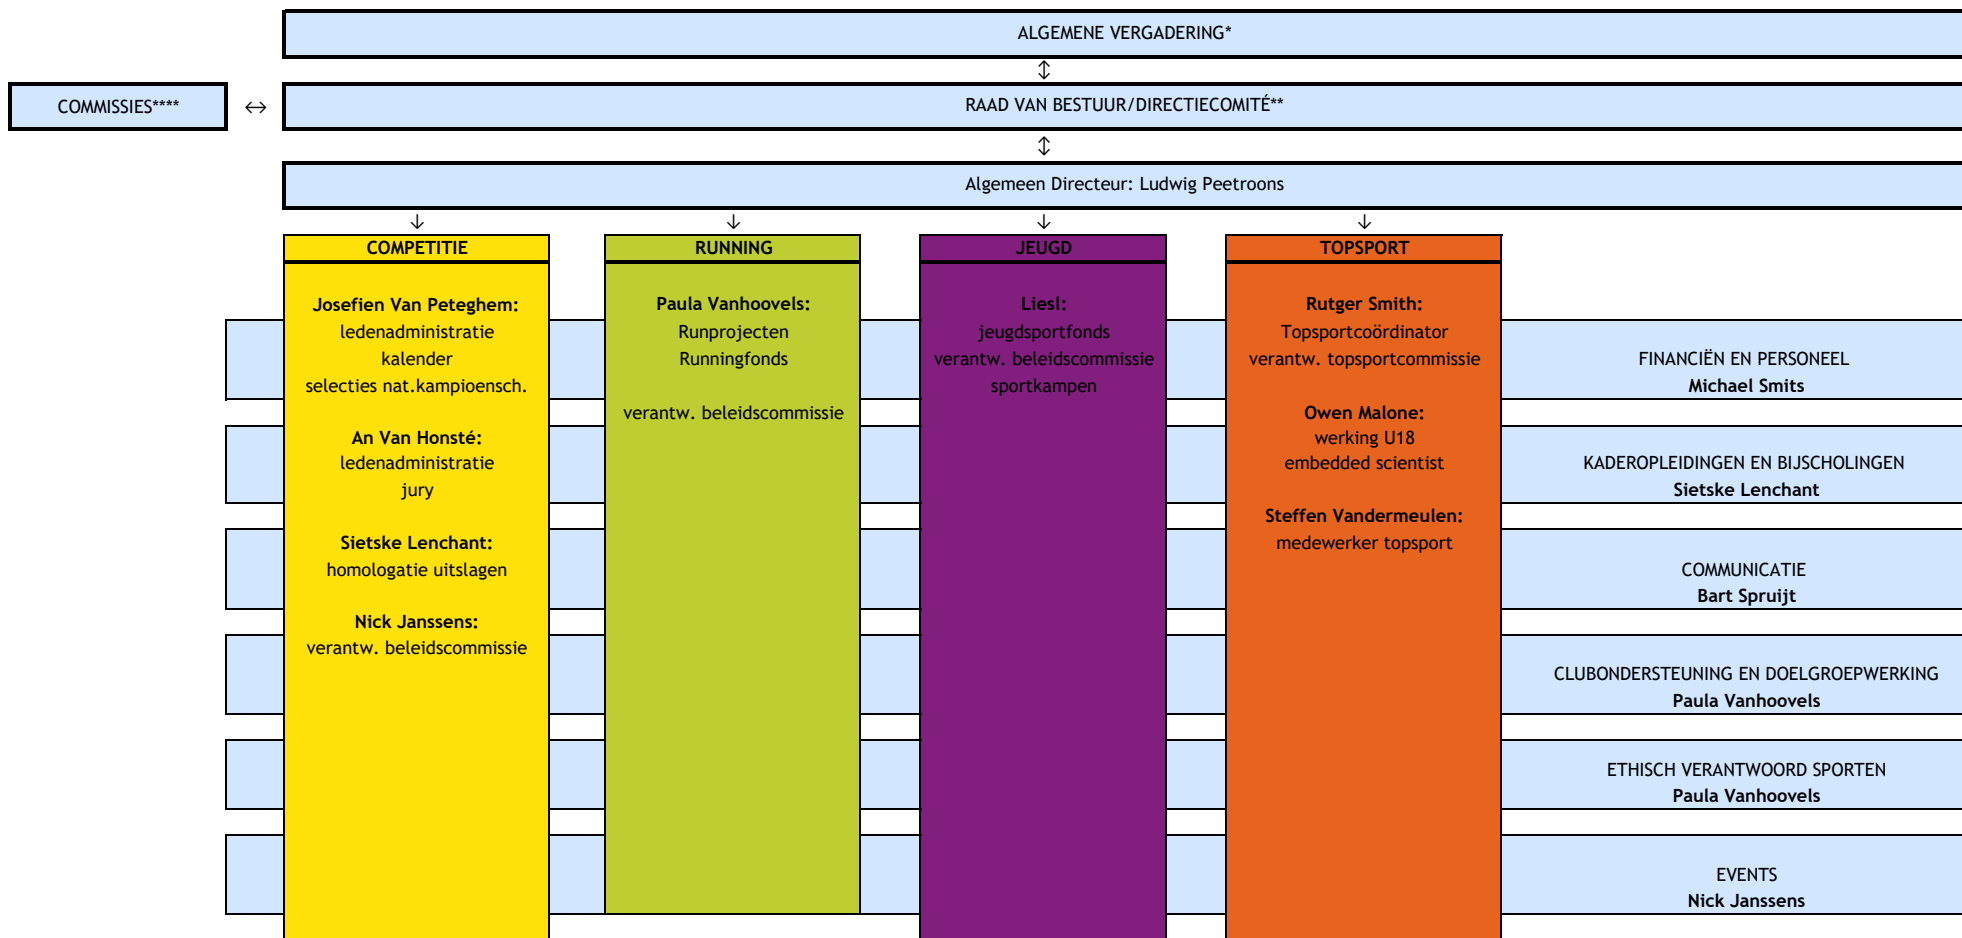 ALGEMENE VERGADERING*
↕
COMMISSIES**** ↔ RAAD VAN BESTUUR/DIRECTIECOMITÉ**
↕
Algemeen Directeur: Ludwig Peetroons
↓ ↓ ↓ ↓
COMPETITIE
Josefien Van Peteghem:
ledenadministratie
kalender
selecties nat.kampioensch.
An Van Honsté:
ledenadministratie
jury
Sietske Lenchant:
homologatie uitslagen
Nick Janssens:
verantw. beleidscommissie
RUNNING
Paula Vanhoovels:
Runprojecten
Runningfonds
verantw. beleidscommissie
JEUGD
Liesl:
jeugdsportfonds
verantw. beleidscommissie
sportkampen
TOPSPORT
Rutger Smith:
Topsportcoördinator
verantw. topsportcommissie
Owen Malone:
werking U18
embedded scientist
Steffen Vandermeulen:
medewerker topsport
FINANCIËN EN PERSONEEL
Michael Smits
KADEROPLEIDINGEN EN BIJSCHOLINGEN
Sietske Lenchant
COMMUNICATIE
Bart Spruijt
CLUBONDERSTEUNING EN DOELGROEPWERKING
Paula Vanhoovels
ETHISCH VERANTWOORD SPORTEN
Paula Vanhoovels
EVENTS
Nick Janssens